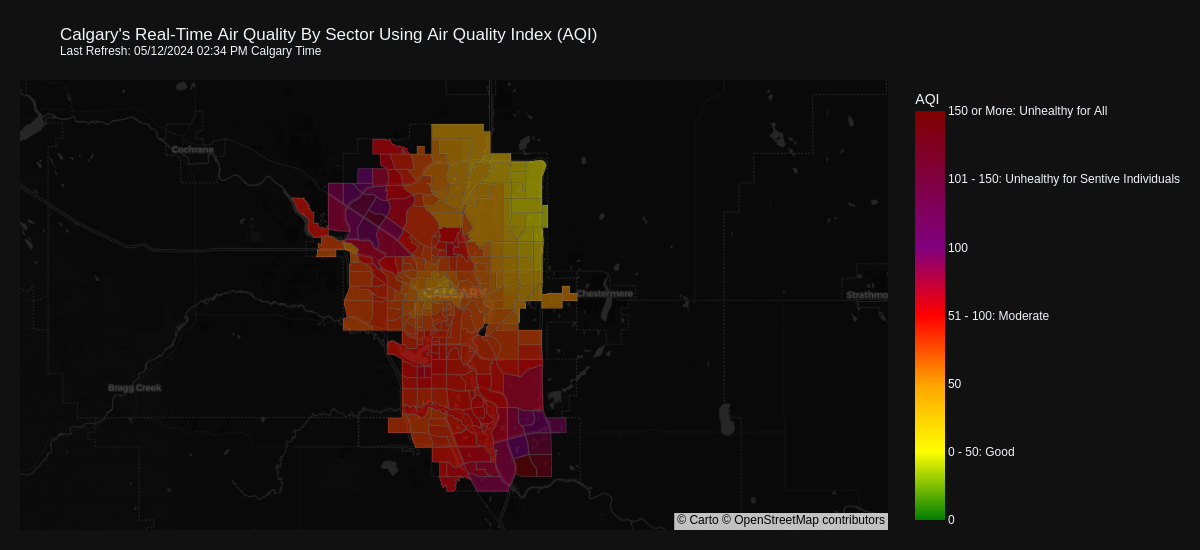 Calgary's Real-Time Air Quality By Sector Using Air Quality Index (AQI)
Last Refresh: 05/12/2024 02:34 PM Calgary Time
AQI
150 or More: Unhealthy for All
Cochrane
101 - 150: Unhealthy for Sentive Individuals
100
CALGARY
Chestermere
Strathmo
51 - 100: Moderate
Bragg Creek
50
0 - 50: Good
© Carto © OpenStreetMap contributors
0